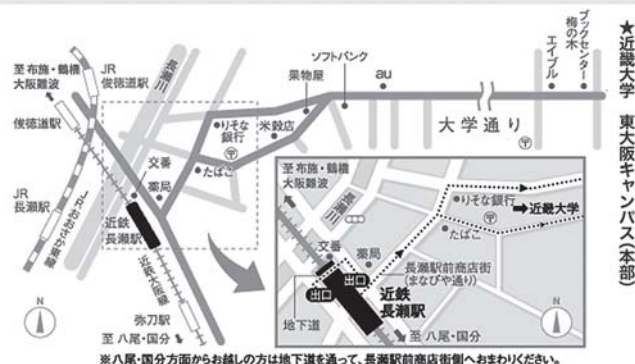 至 布施・鶴橋
大阪難波
JR
俊徳道駅
俊徳道駅
JR
長瀬駅
JRおおさか東線
長瀬川
交番
薬局
近鉄
長瀬駅
近鉄大阪線
弥刀駅
至 八尾・国分
N
りそな
銀行
〒
たばこ
米穀店
果物屋
ソフトバンク
au
大学通り
〒
エイブル
ブックセンター
梅の木
★近畿大学 東大阪キャンパス(本部)
至 布施・鶴橋
大阪難波
長瀬川
交番
薬局
りそな銀行
〒
➡近畿大学
たばこ
長瀬駅前商店街
(まなびや通り)
出口
出口
近鉄
長瀬駅
地下道
至 八尾・国分
N
※八尾・国分方面からお越しの方は地下道を通って、長瀬駅前商店街側へおまわりください。